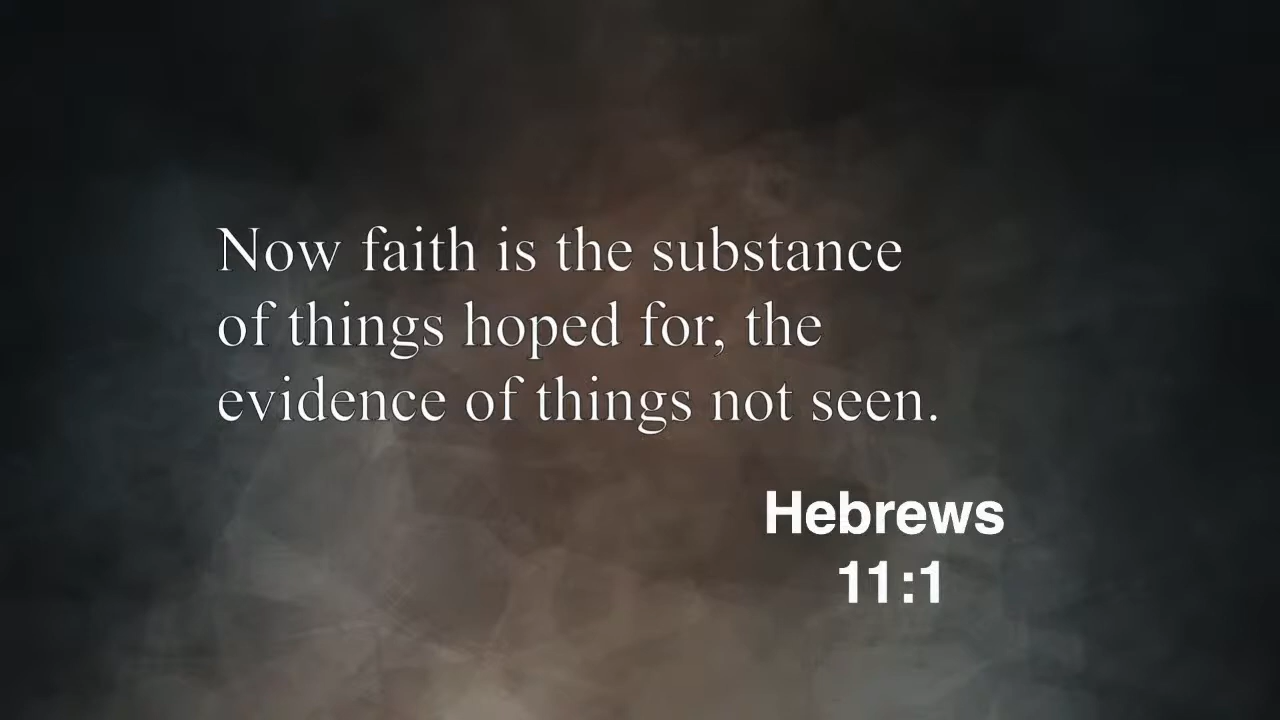 Now faith is the substance
of things hoped for, the
evidence of things not seen.
Hebrews
11:1